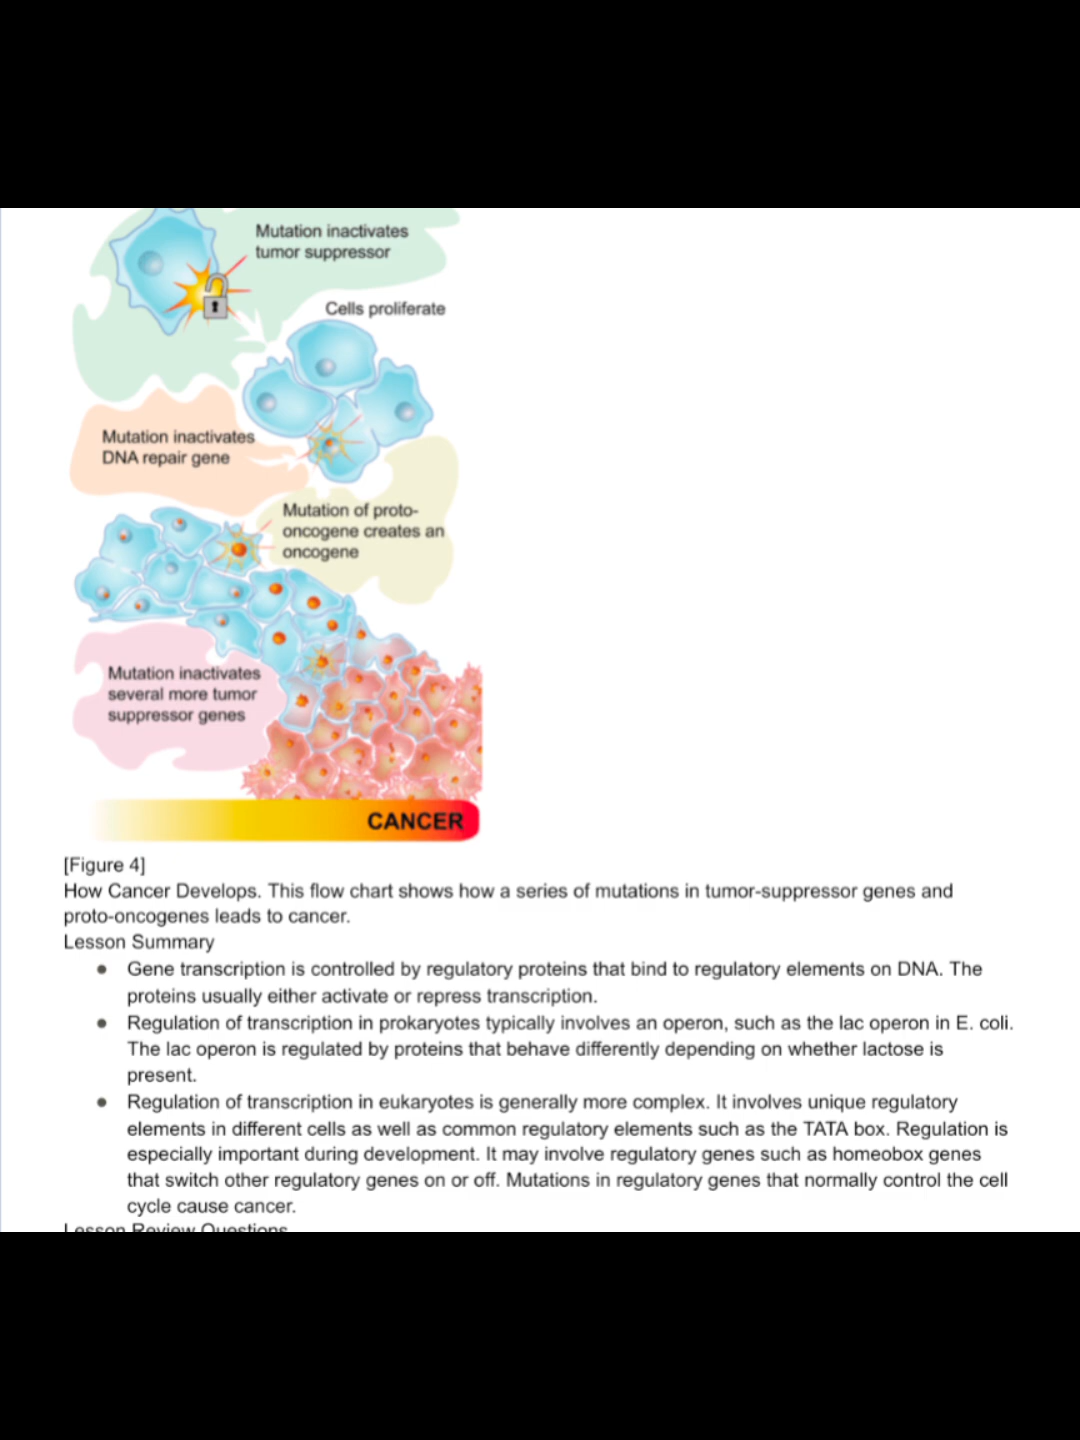 Mutation inactivates
tumor suppressor
Cells proliferate
Mutation inactivates
DNA repair gene
Mutation of proto-
oncogene creates an
oncogene
Mutation inactivates
several more tumor
suppressor genes
CANCER
[Figure 4]
How Cancer Develops. This flow chart shows how a series of mutations in tumor-suppressor genes and
proto-oncogenes leads to cancer.
Lesson Summary
● Gene transcription is controlled by regulatory proteins that bind to regulatory elements on DNA. The
proteins usually either activate or repress transcription.
● Regulation of transcription in prokaryotes typically involves an operon, such as the lac operon in E. coli.
The lac operon is regulated by proteins that behave differently depending on whether lactose is
present.
● Regulation of transcription in eukaryotes is generally more complex. It involves unique regulatory
elements in different cells as well as common regulatory elements such as the TATA box. Regulation is
especially important during development. It may involve regulatory genes such as homeobox genes
that switch other regulatory genes on or off. Mutations in regulatory genes that normally control the cell
cycle cause cancer.
Lesson Review Questions